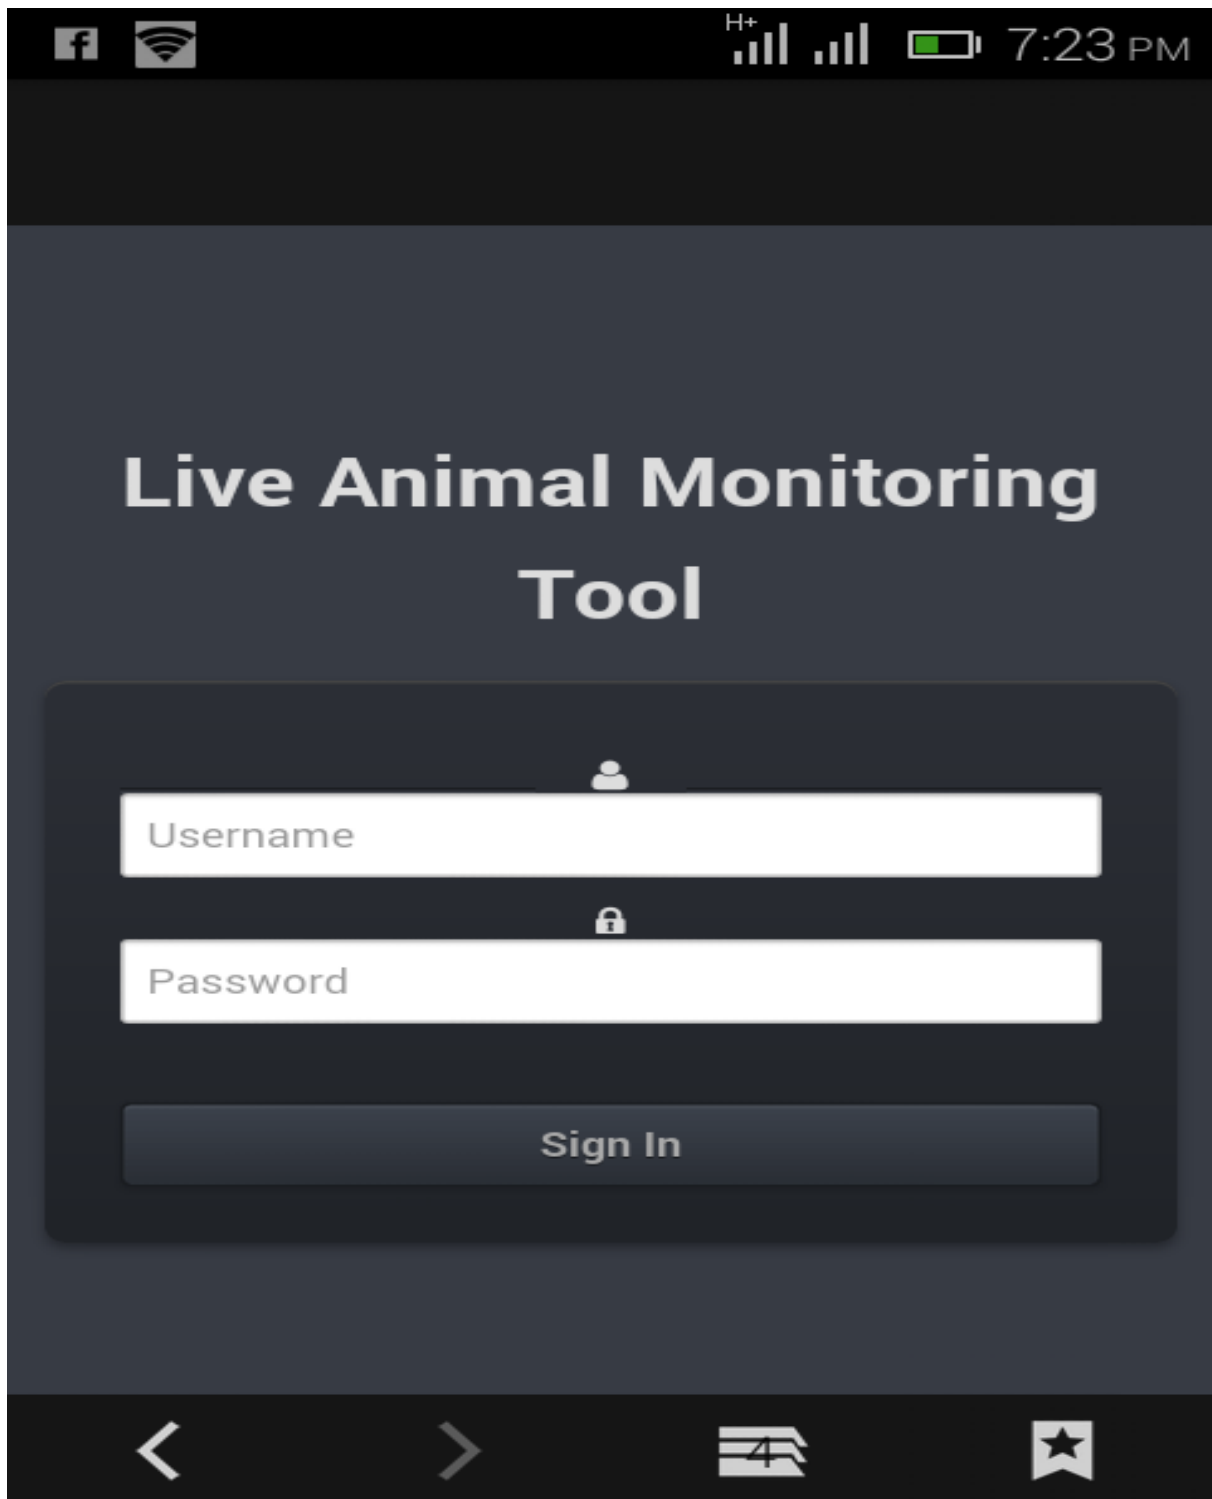 H+
7:23 PM
Live Animal Monitoring
Tool
Username
Password
Sign In
4